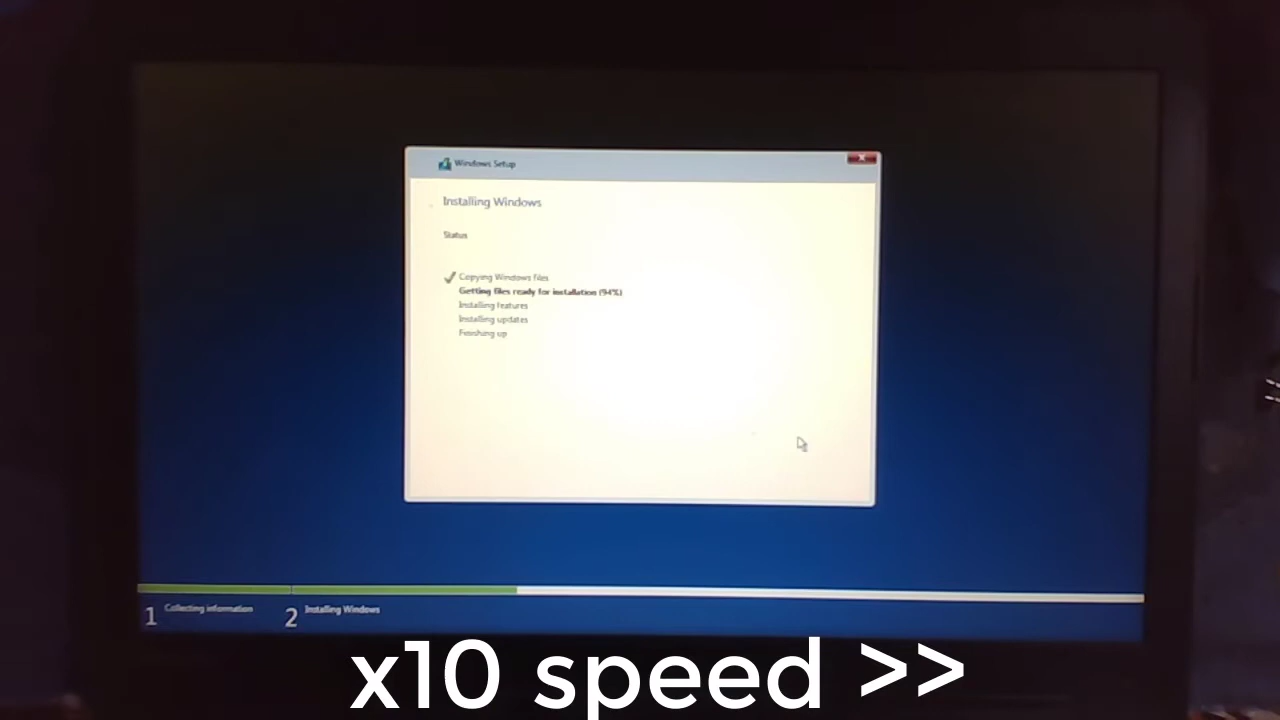 Windows Setup
Installing Windows
Status
Copying Windows files
Getting files ready for installation (94%)
Installing features
Installing updates
Finishing up
1 Collecting information 2 Installing Windows
x10 speed >>